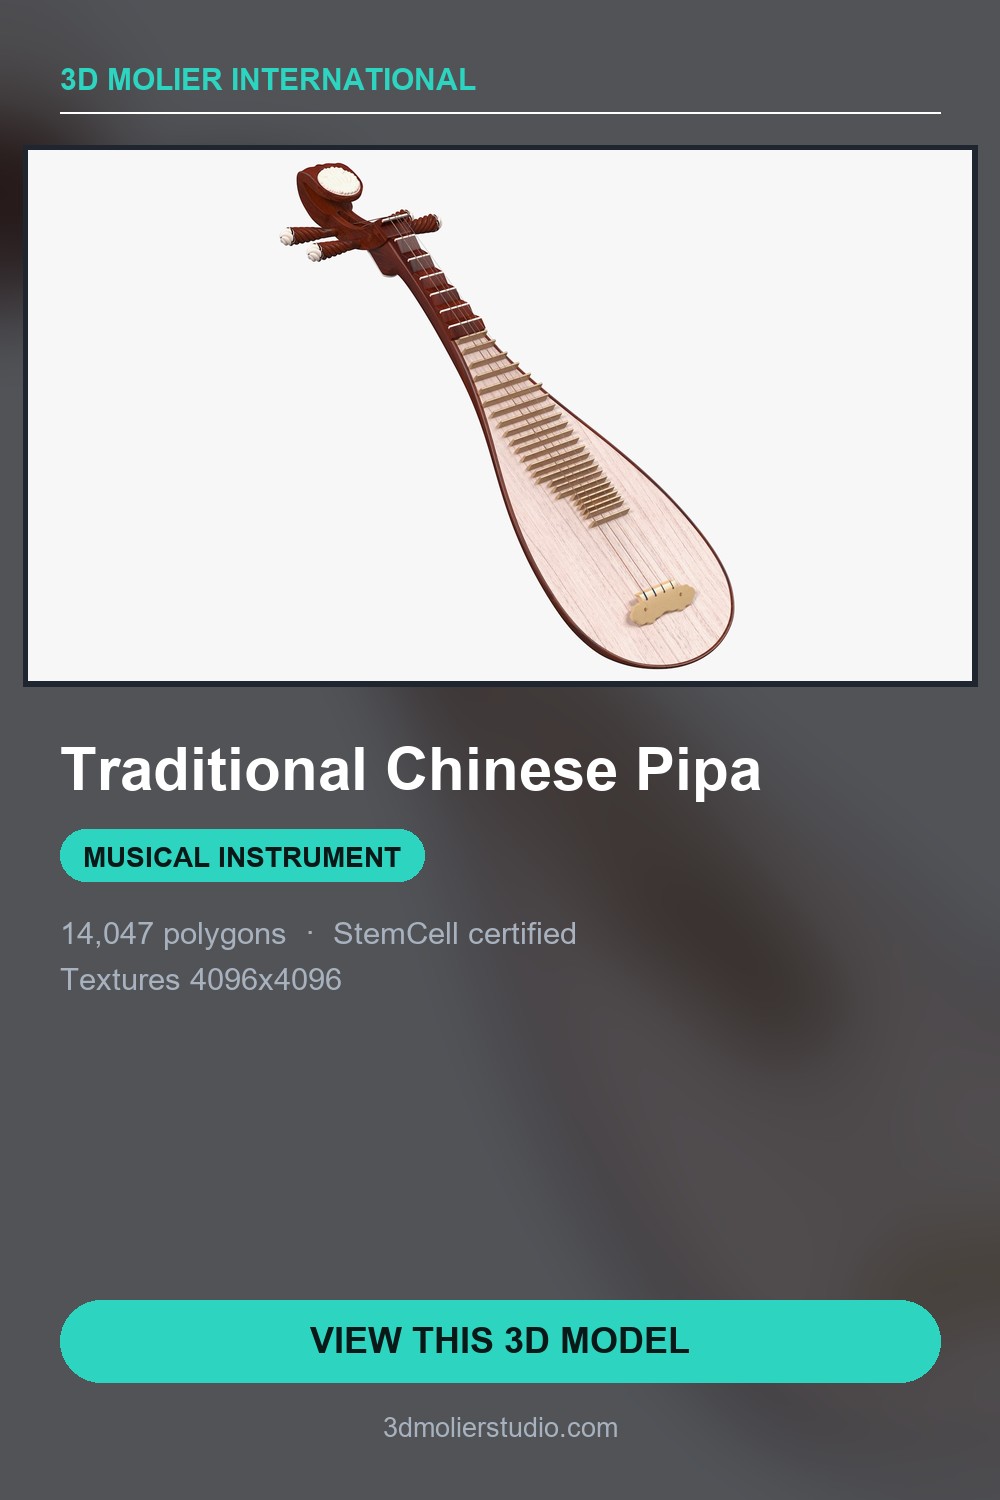 3D MOLIER INTERNATIONAL
Traditional Chinese Pipa
MUSICAL INSTRUMENT
14,047 polygons · StemCell certified
Textures 4096x4096
VIEW THIS 3D MODEL
3dmolierstudio.com